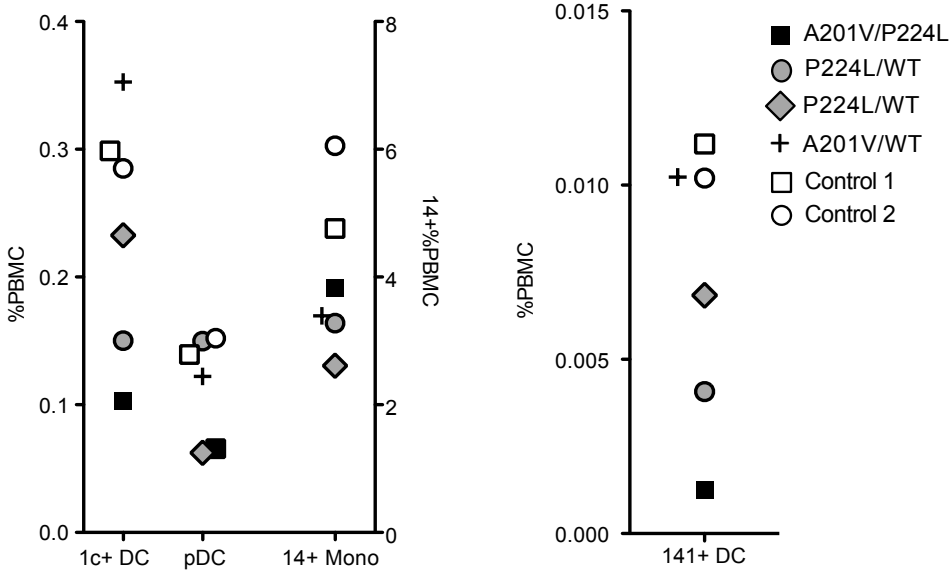 0.4
0.3
0.2
0.1
0.0
%PBMC
8
6
4
2
0
14+%PBMC
1c+ DC
pDC
14+ Mono
0.015
0.010
0.005
0.000
%PBMC
141+ DC
A201V/P224L
P224L/WT
P224L/WT
A201V/WT
Control 1
Control 2